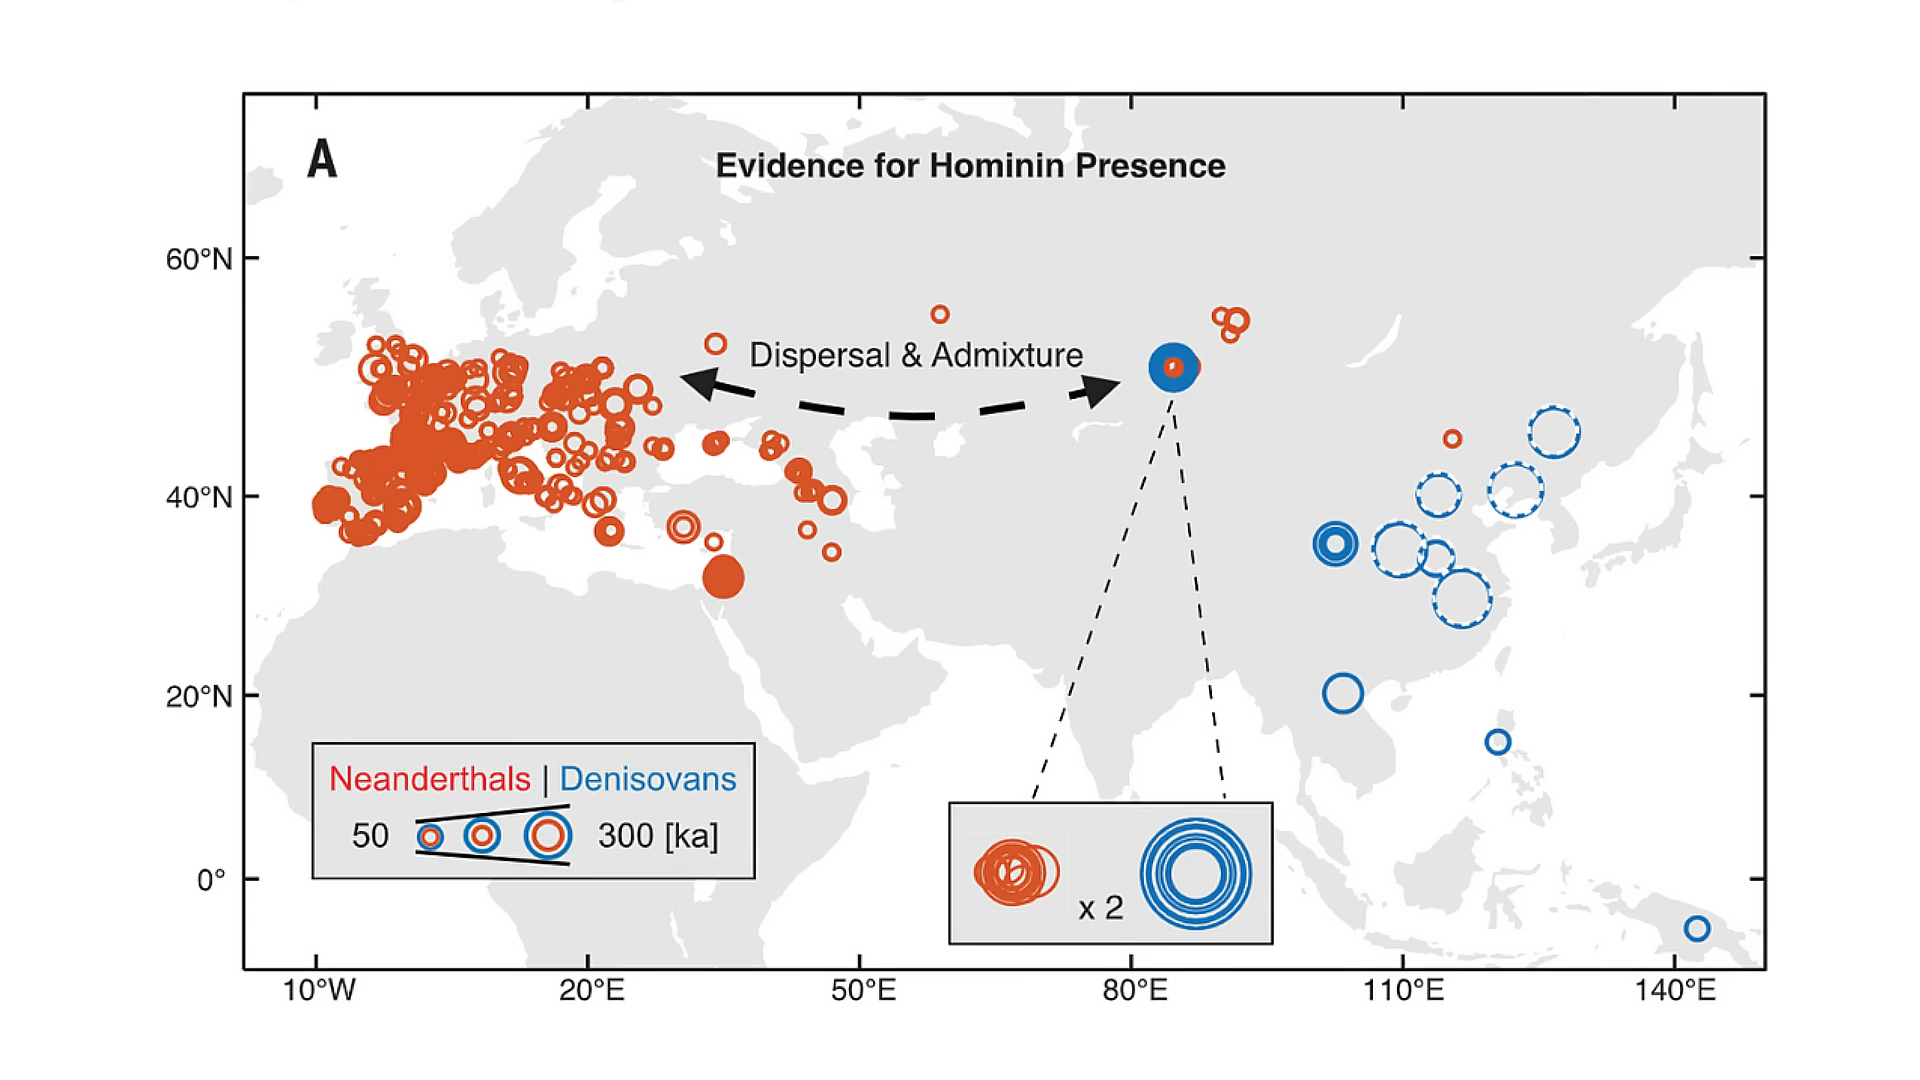 A
Evidence for Hominin Presence
60°N
Dispersal & Admixture
40°N
20°N
Neanderthals | Denisovans
50
300 [ka]
0°
x 2
10°W
20°E
50°E
80°E
110°E
140°E